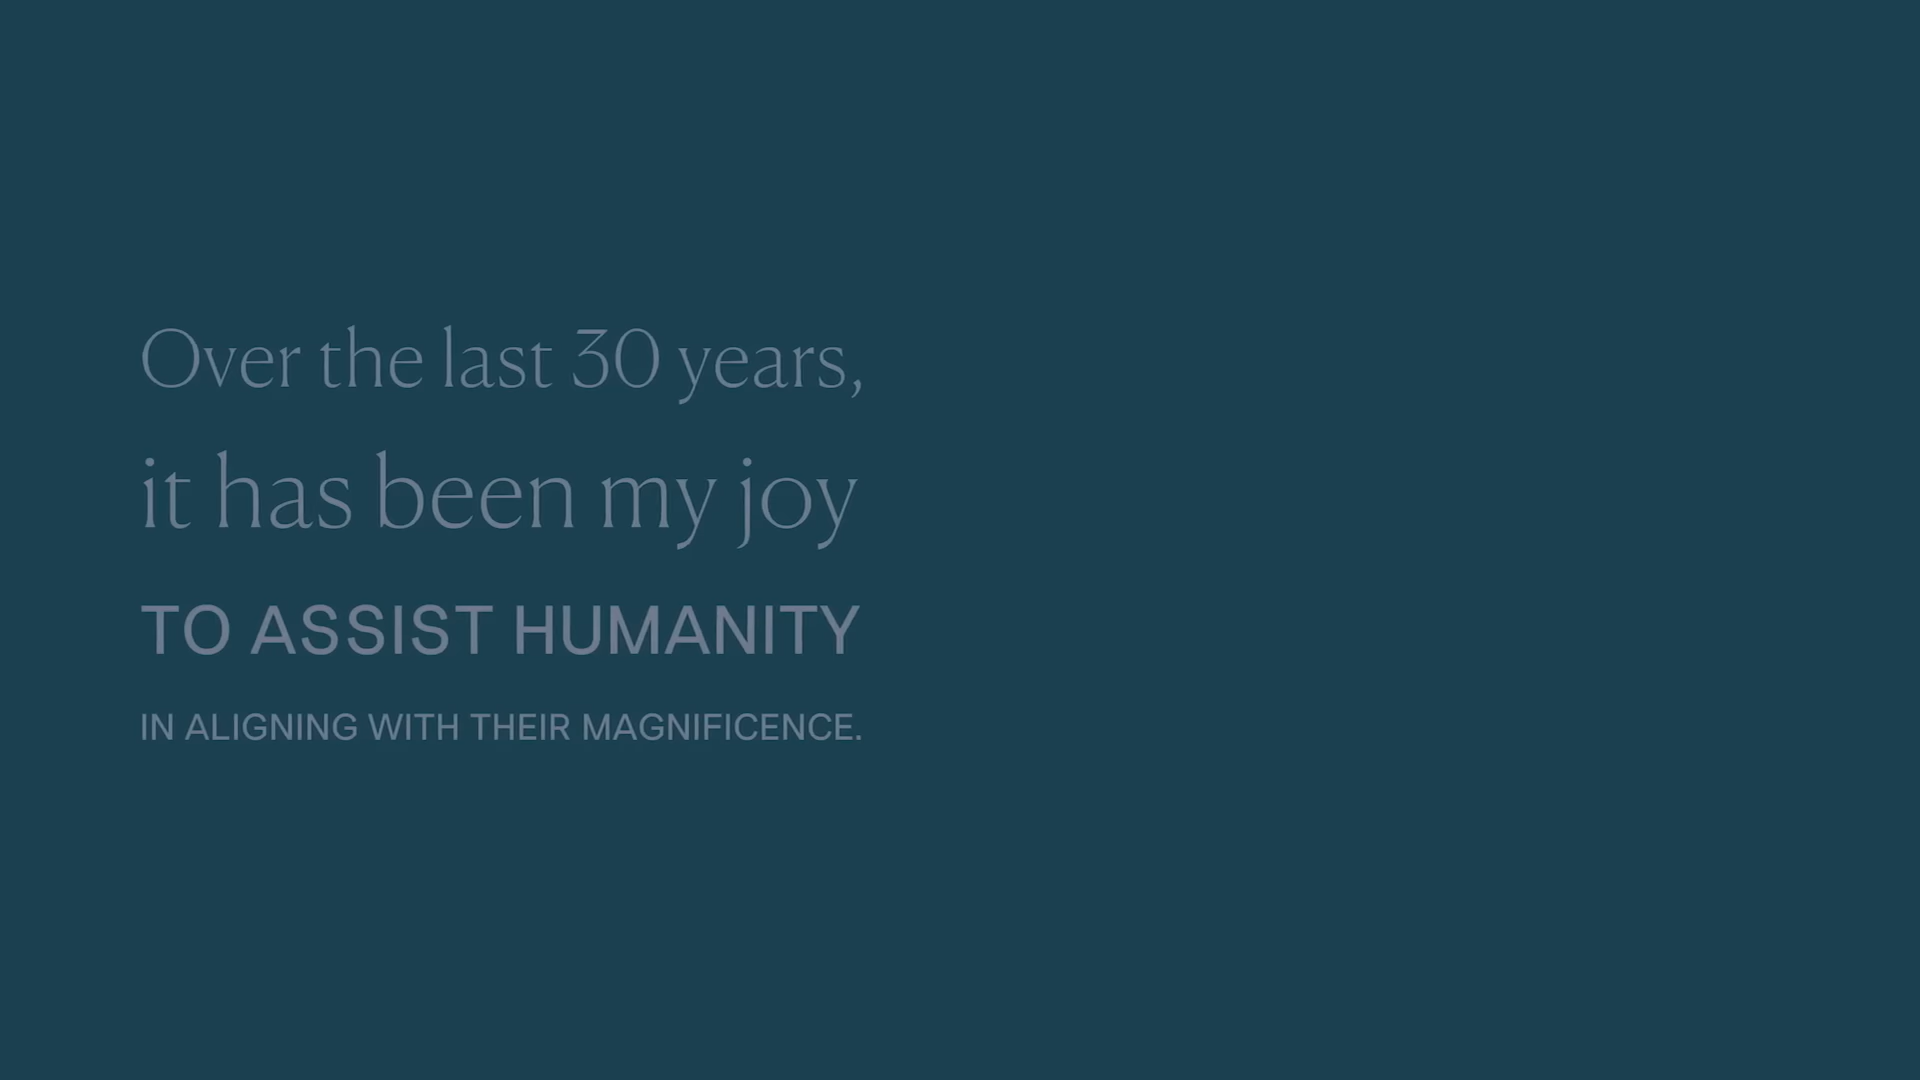 Over the last 30 years,
it has been my joy
TO ASSIST HUMANITY
IN ALIGNING WITH THEIR MAGNIFICENCE.